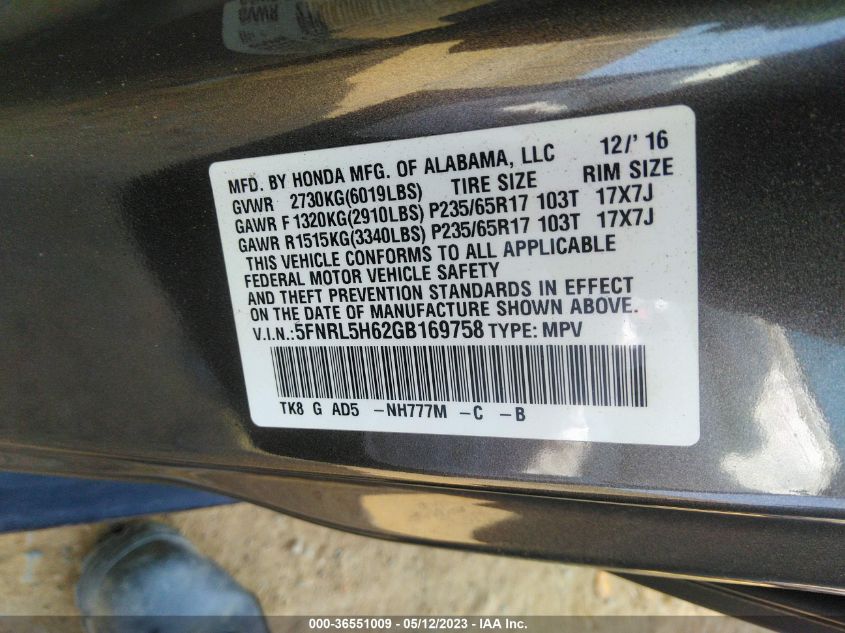 MFD. BY HONDA MFG. OF ALABAMA, LLC 12/' 16
GVWR 2730KG(6019LBS) TIRE SIZE RIM SIZE
GAWR F1320KG(2910LBS) P235/65R17 103T 17X7J
GAWR R1515KG(3340LBS) P235/65R17 103T 17X7J
THIS VEHICLE CONFORMS TO ALL APPLICABLE
FEDERAL MOTOR VEHICLE SAFETY
AND THEFT PREVENTION STANDARDS IN EFFECT
ON THE DATE OF MANUFACTURE SHOWN ABOVE.
V.I.N.:5FNRL5H62GB169758 TYPE: MPV
TK8 G AD5 -NH777M -C -B
000-36551009 - 05/12/2023 - IAA Inc.